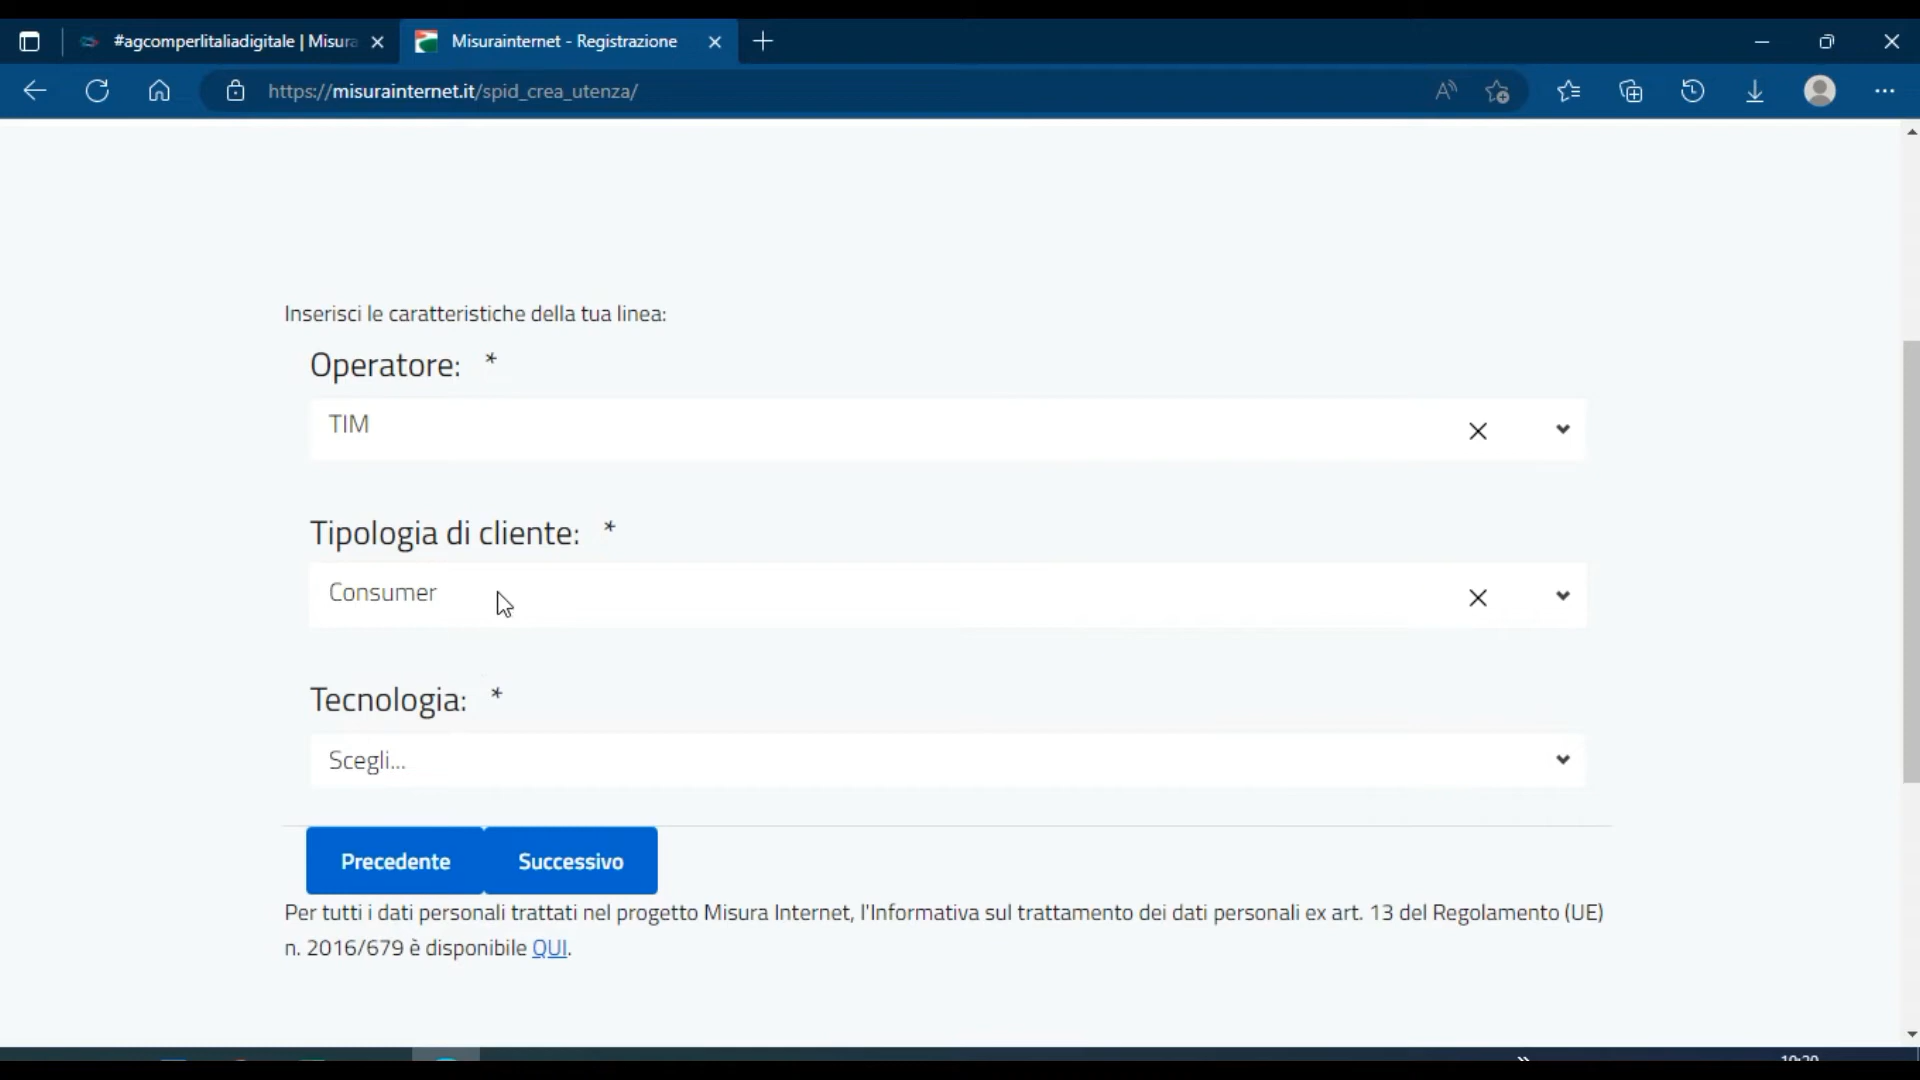 #agcomperlitaliadigitale | Misura
Misurainternet - Registrazione
https://misurainternet.it/spid_crea_utenza/
Inserisci le caratteristiche della tua linea:
Operatore: *
TIM
Tipologia di cliente: *
Consumer
Tecnologia: *
Scegli...
Precedente Successivo
Per tutti i dati personali trattati nel progetto Misura Internet, l'Informativa sul trattamento dei dati personali ex art. 13 del Regolamento (UE)
n. 2016/679 è disponibile QUI.